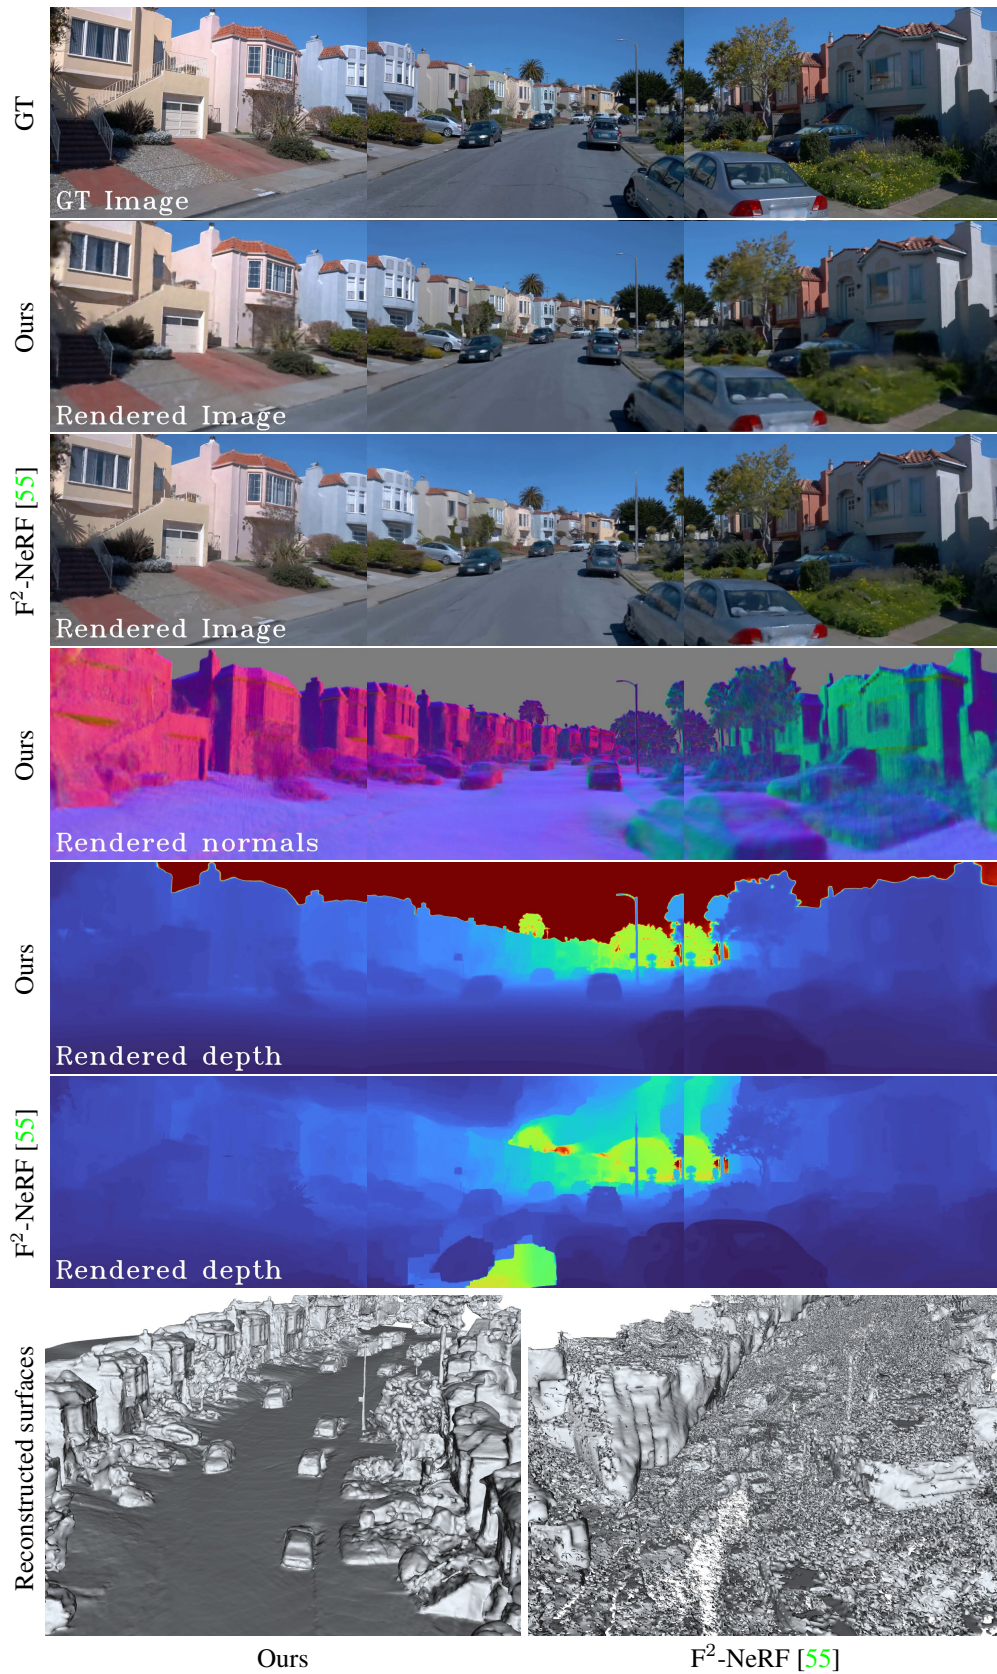 GT
GT Image
Ours
Rendered Image
F²-NeRF [55]
Rendered Image
Ours
Rendered normals
Ours
Rendered depth
F²-NeRF [55]
Rendered depth
Reconstructed surfaces
Ours
F²-NeRF [55]